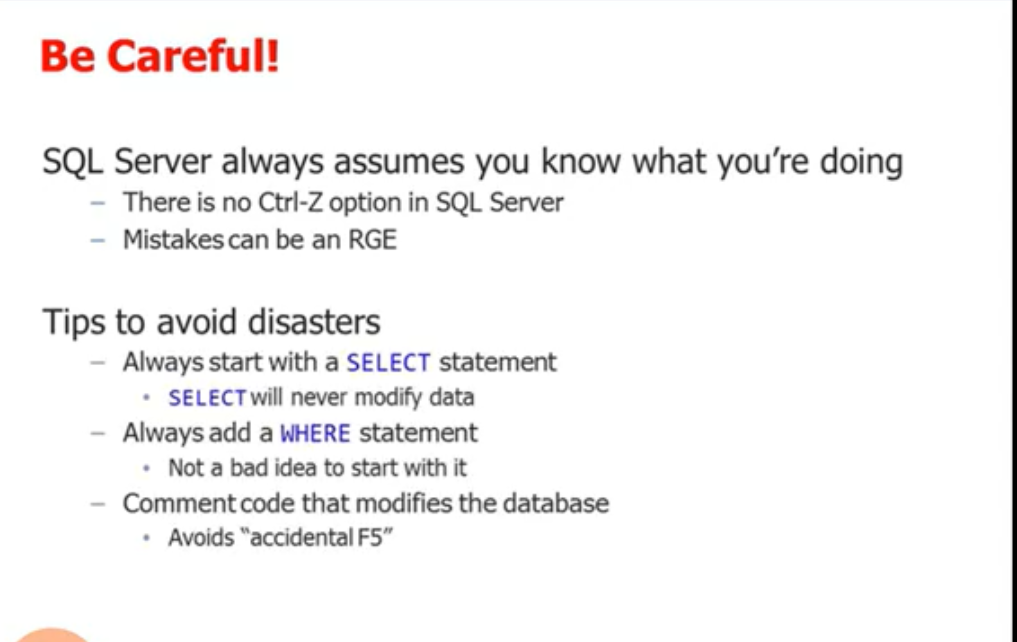 Be Careful!
SQL Server always assumes you know what you're doing
– There is no Ctrl-Z option in SQL Server
– Mistakes can be an RGE
Tips to avoid disasters
– Always start with a SELECT statement
• SELECT will never modify data
– Always add a WHERE statement
• Not a bad idea to start with it
– Comment code that modifies the database
• Avoids “accidental F5”